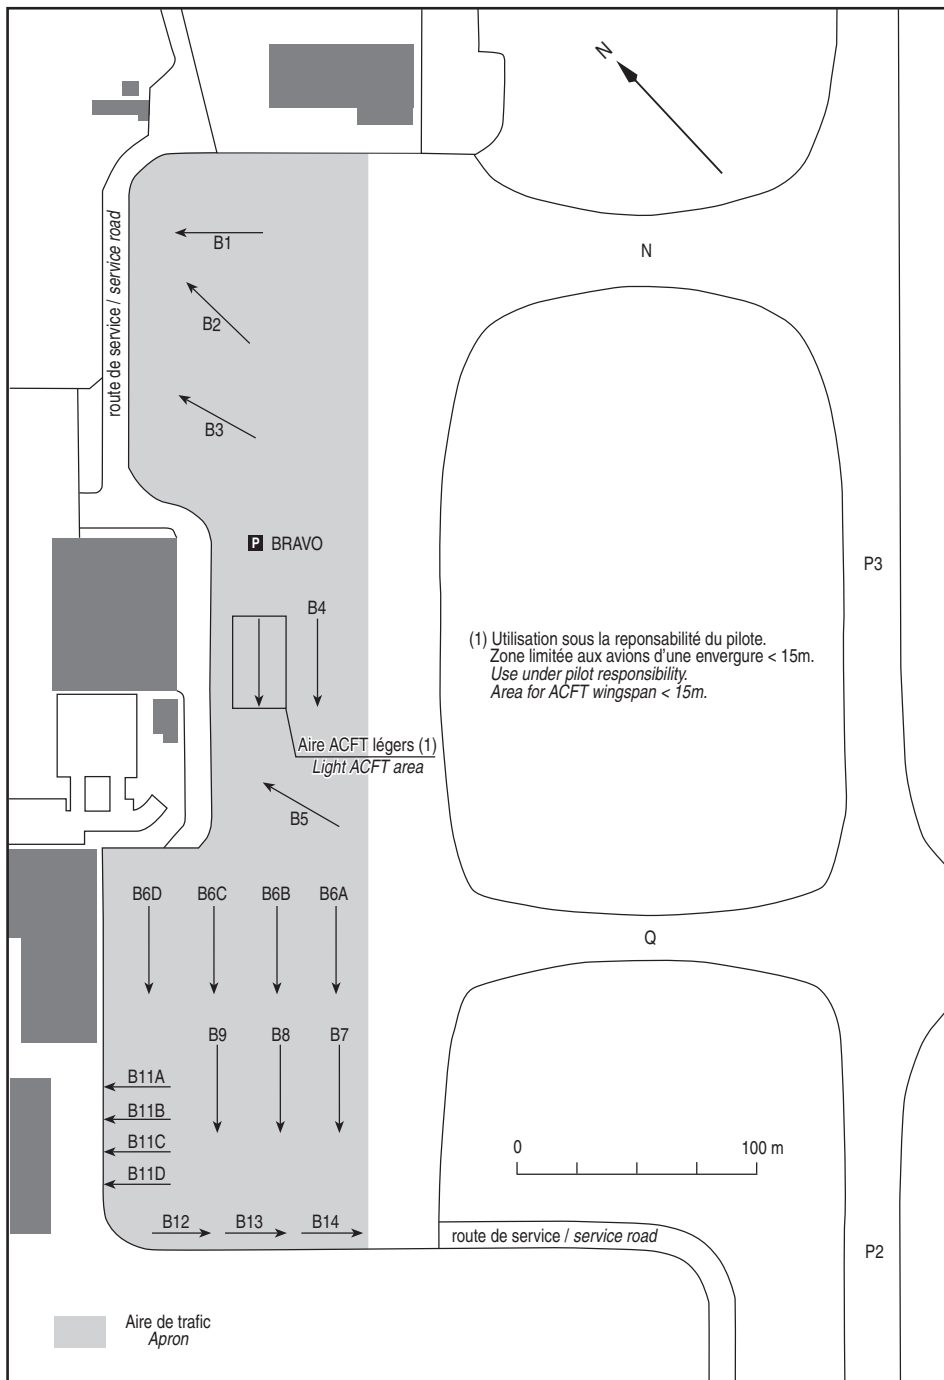 N
B1
N
route de service / service road
B2
B3
P BRAVO
P3
B4
(1) Utilisation sous la reponsabilité du pilote.
Zone limitée aux avions d'une envergure < 15m.
Use under pilot responsibility.
Area for ACFT wingspan < 15m.
Aire ACFT légers (1)
Light ACFT area
B5
B6D B6C B6B B6A
Q
B9 B8 B7
B11A
B11B
B11C
B11D
0 100 m
B12 B13 B14
route de service / service road
P2
Aire de trafic
Apron